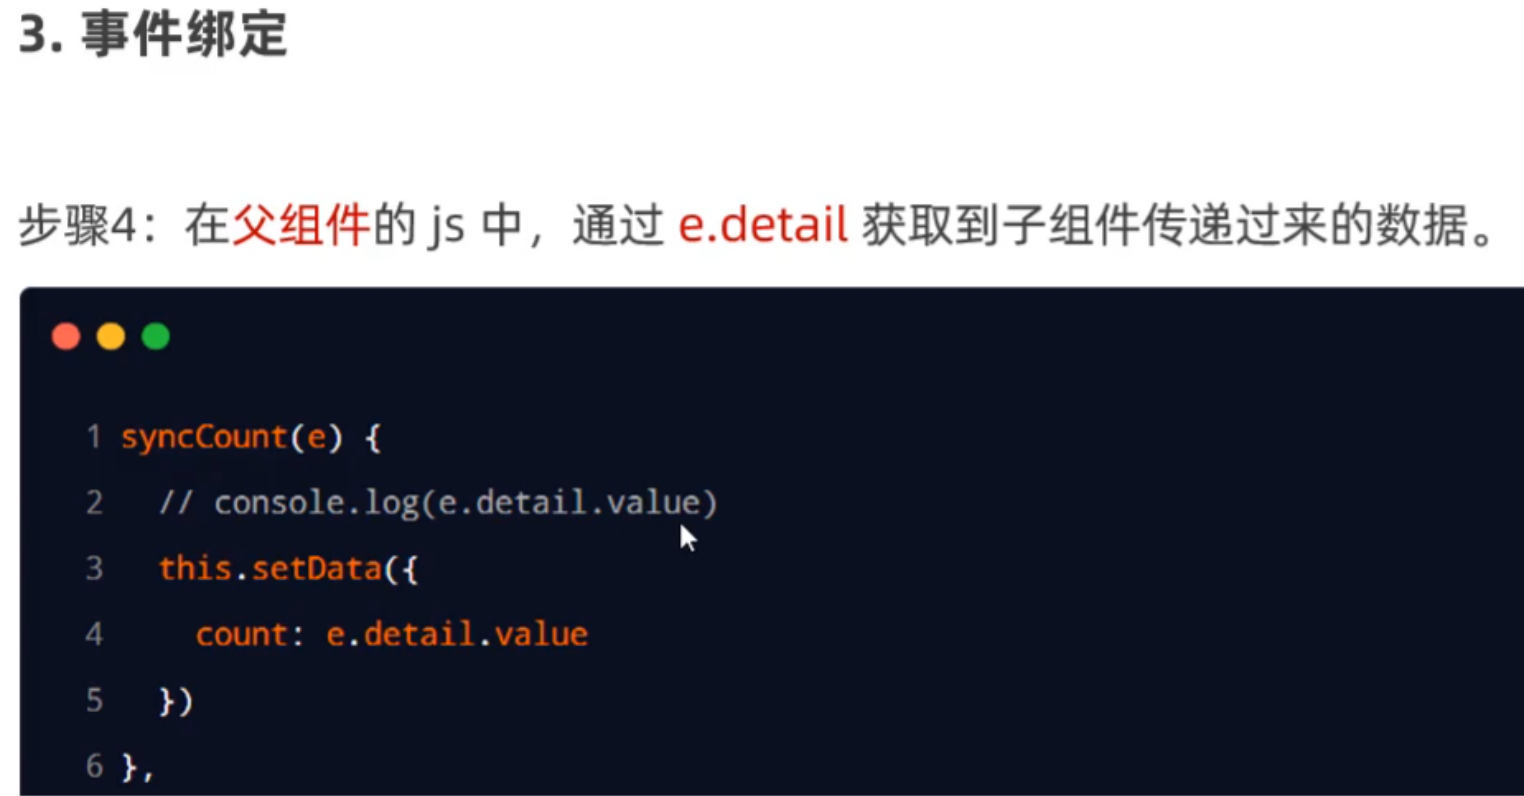 3. 事件绑定
步骤4：在父组件的 js 中，通过 e.detail 获取到子组件传递过来的数据。
1 syncCount(e) {
2   // console.log(e.detail.value)
3   this.setData({
4     count: e.detail.value
5   })
6 },